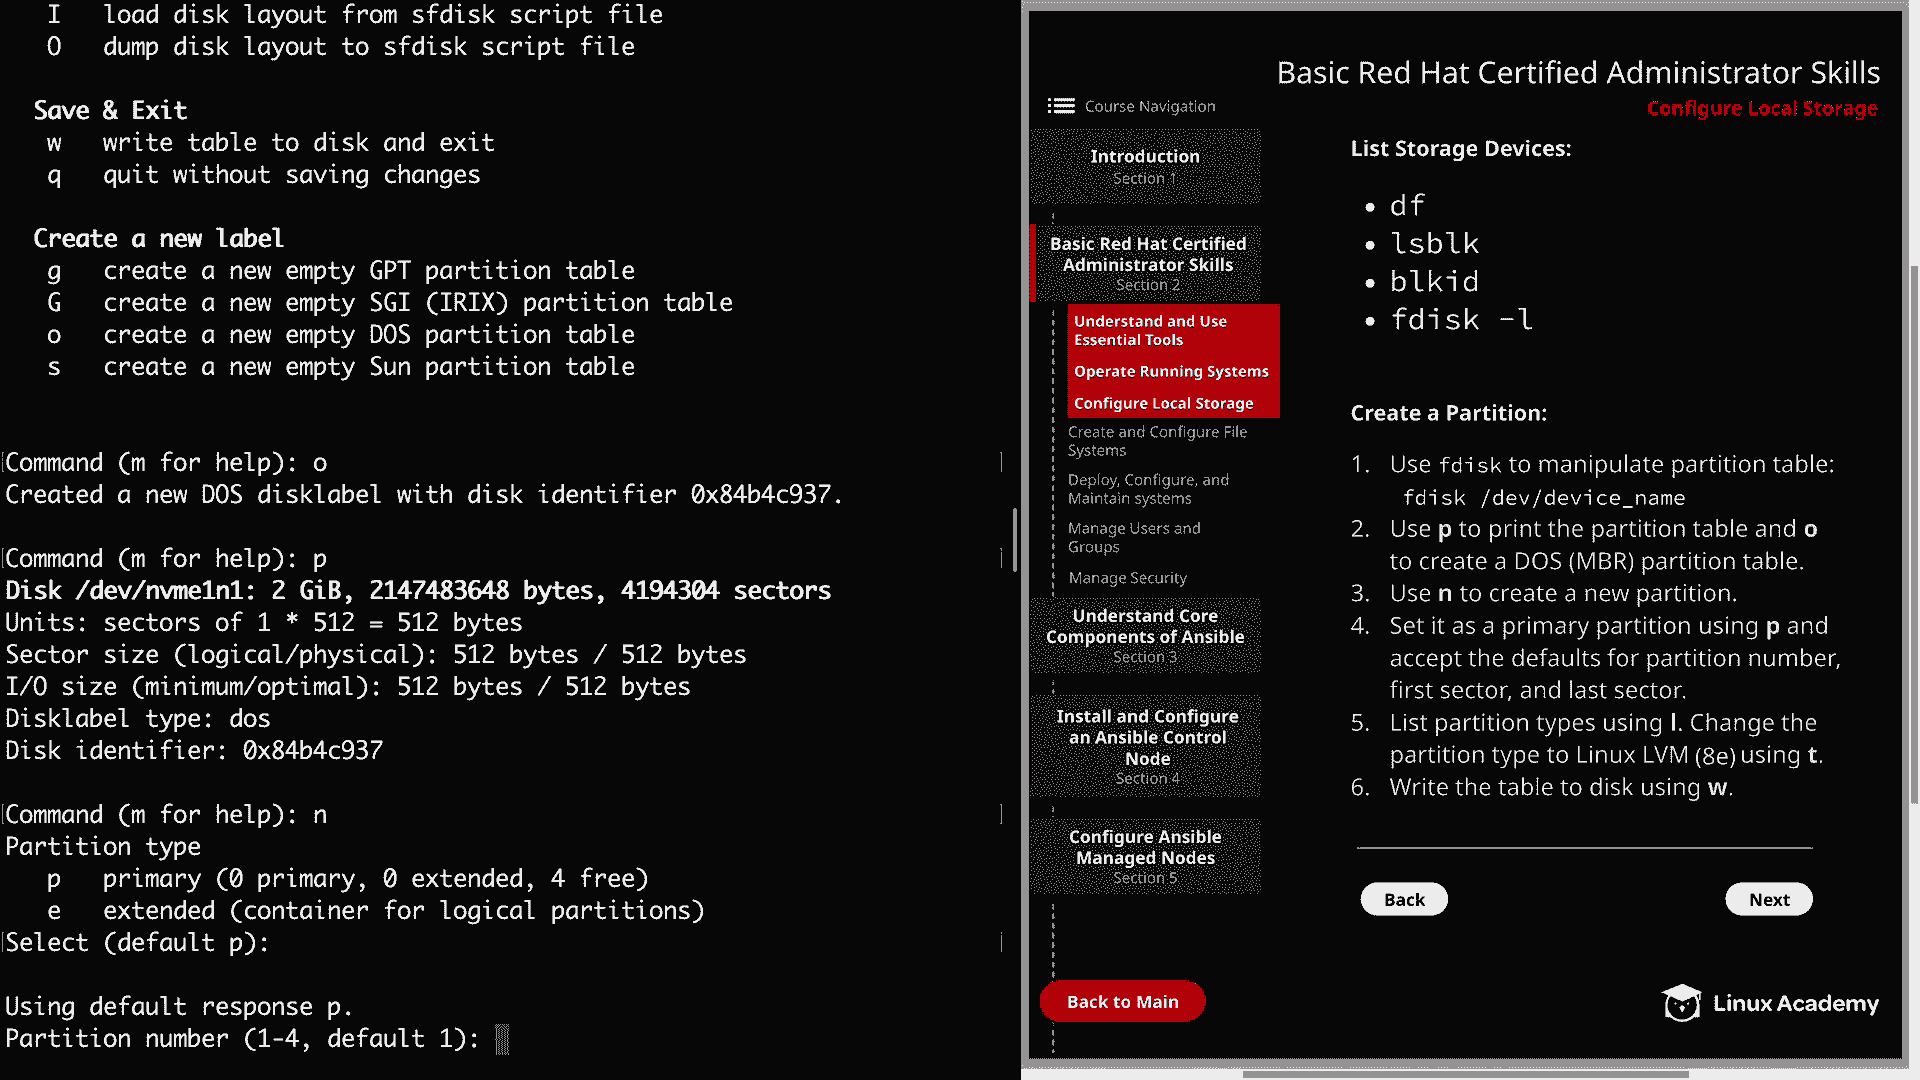 I   load disk layout from sfdisk script file
O   dump disk layout to sfdisk script file
Save & Exit
w   write table to disk and exit
q   quit without saving changes
Create a new label
g   create a new empty GPT partition table
G   create a new empty SGI (IRIX) partition table
o   create a new empty DOS partition table
s   create a new empty Sun partition table
Command (m for help): o
Created a new DOS disklabel with disk identifier 0x84b4c937.
Command (m for help): p
Disk /dev/nvme1n1: 2 GiB, 2147483648 bytes, 4194304 sectors
Units: sectors of 1 * 512 = 512 bytes
Sector size (logical/physical): 512 bytes / 512 bytes
I/O size (minimum/optimal): 512 bytes / 512 bytes
Disklabel type: dos
Disk identifier: 0x84b4c937
Command (m for help): n
Partition type
p   primary (0 primary, 0 extended, 4 free)
e   extended (container for logical partitions)
Select (default p):
Using default response p.
Partition number (1-4, default 1):
Basic Red Hat Certified Administrator Skills
Configure Local Storage
Course Navigation
Introduction
Section 1
Basic Red Hat Certified
Administrator Skills
Section 2
Understand and Use
Essential Tools
Operate Running Systems
Configure Local Storage
Create and Configure File
Systems
Deploy, Configure, and
Maintain systems
Manage Users and
Groups
Manage Security
Understand Core
Components of Ansible
Section 3
Install and Configure
an Ansible Control
Node
Section 4
Configure Ansible
Managed Nodes
Section 5
Back to Main
List Storage Devices:
• df
• lsblk
• blkid
• fdisk -l
Create a Partition:
1. Use fdisk to manipulate partition table:
fdisk /dev/device_name
2. Use p to print the partition table and o
to create a DOS (MBR) partition table.
3. Use n to create a new partition.
4. Set it as a primary partition using p and
accept the defaults for partition number,
first sector, and last sector.
5. List partition types using l. Change the
partition type to Linux LVM (8e) using t.
6. Write the table to disk using w.
Back
Next
Linux Academy